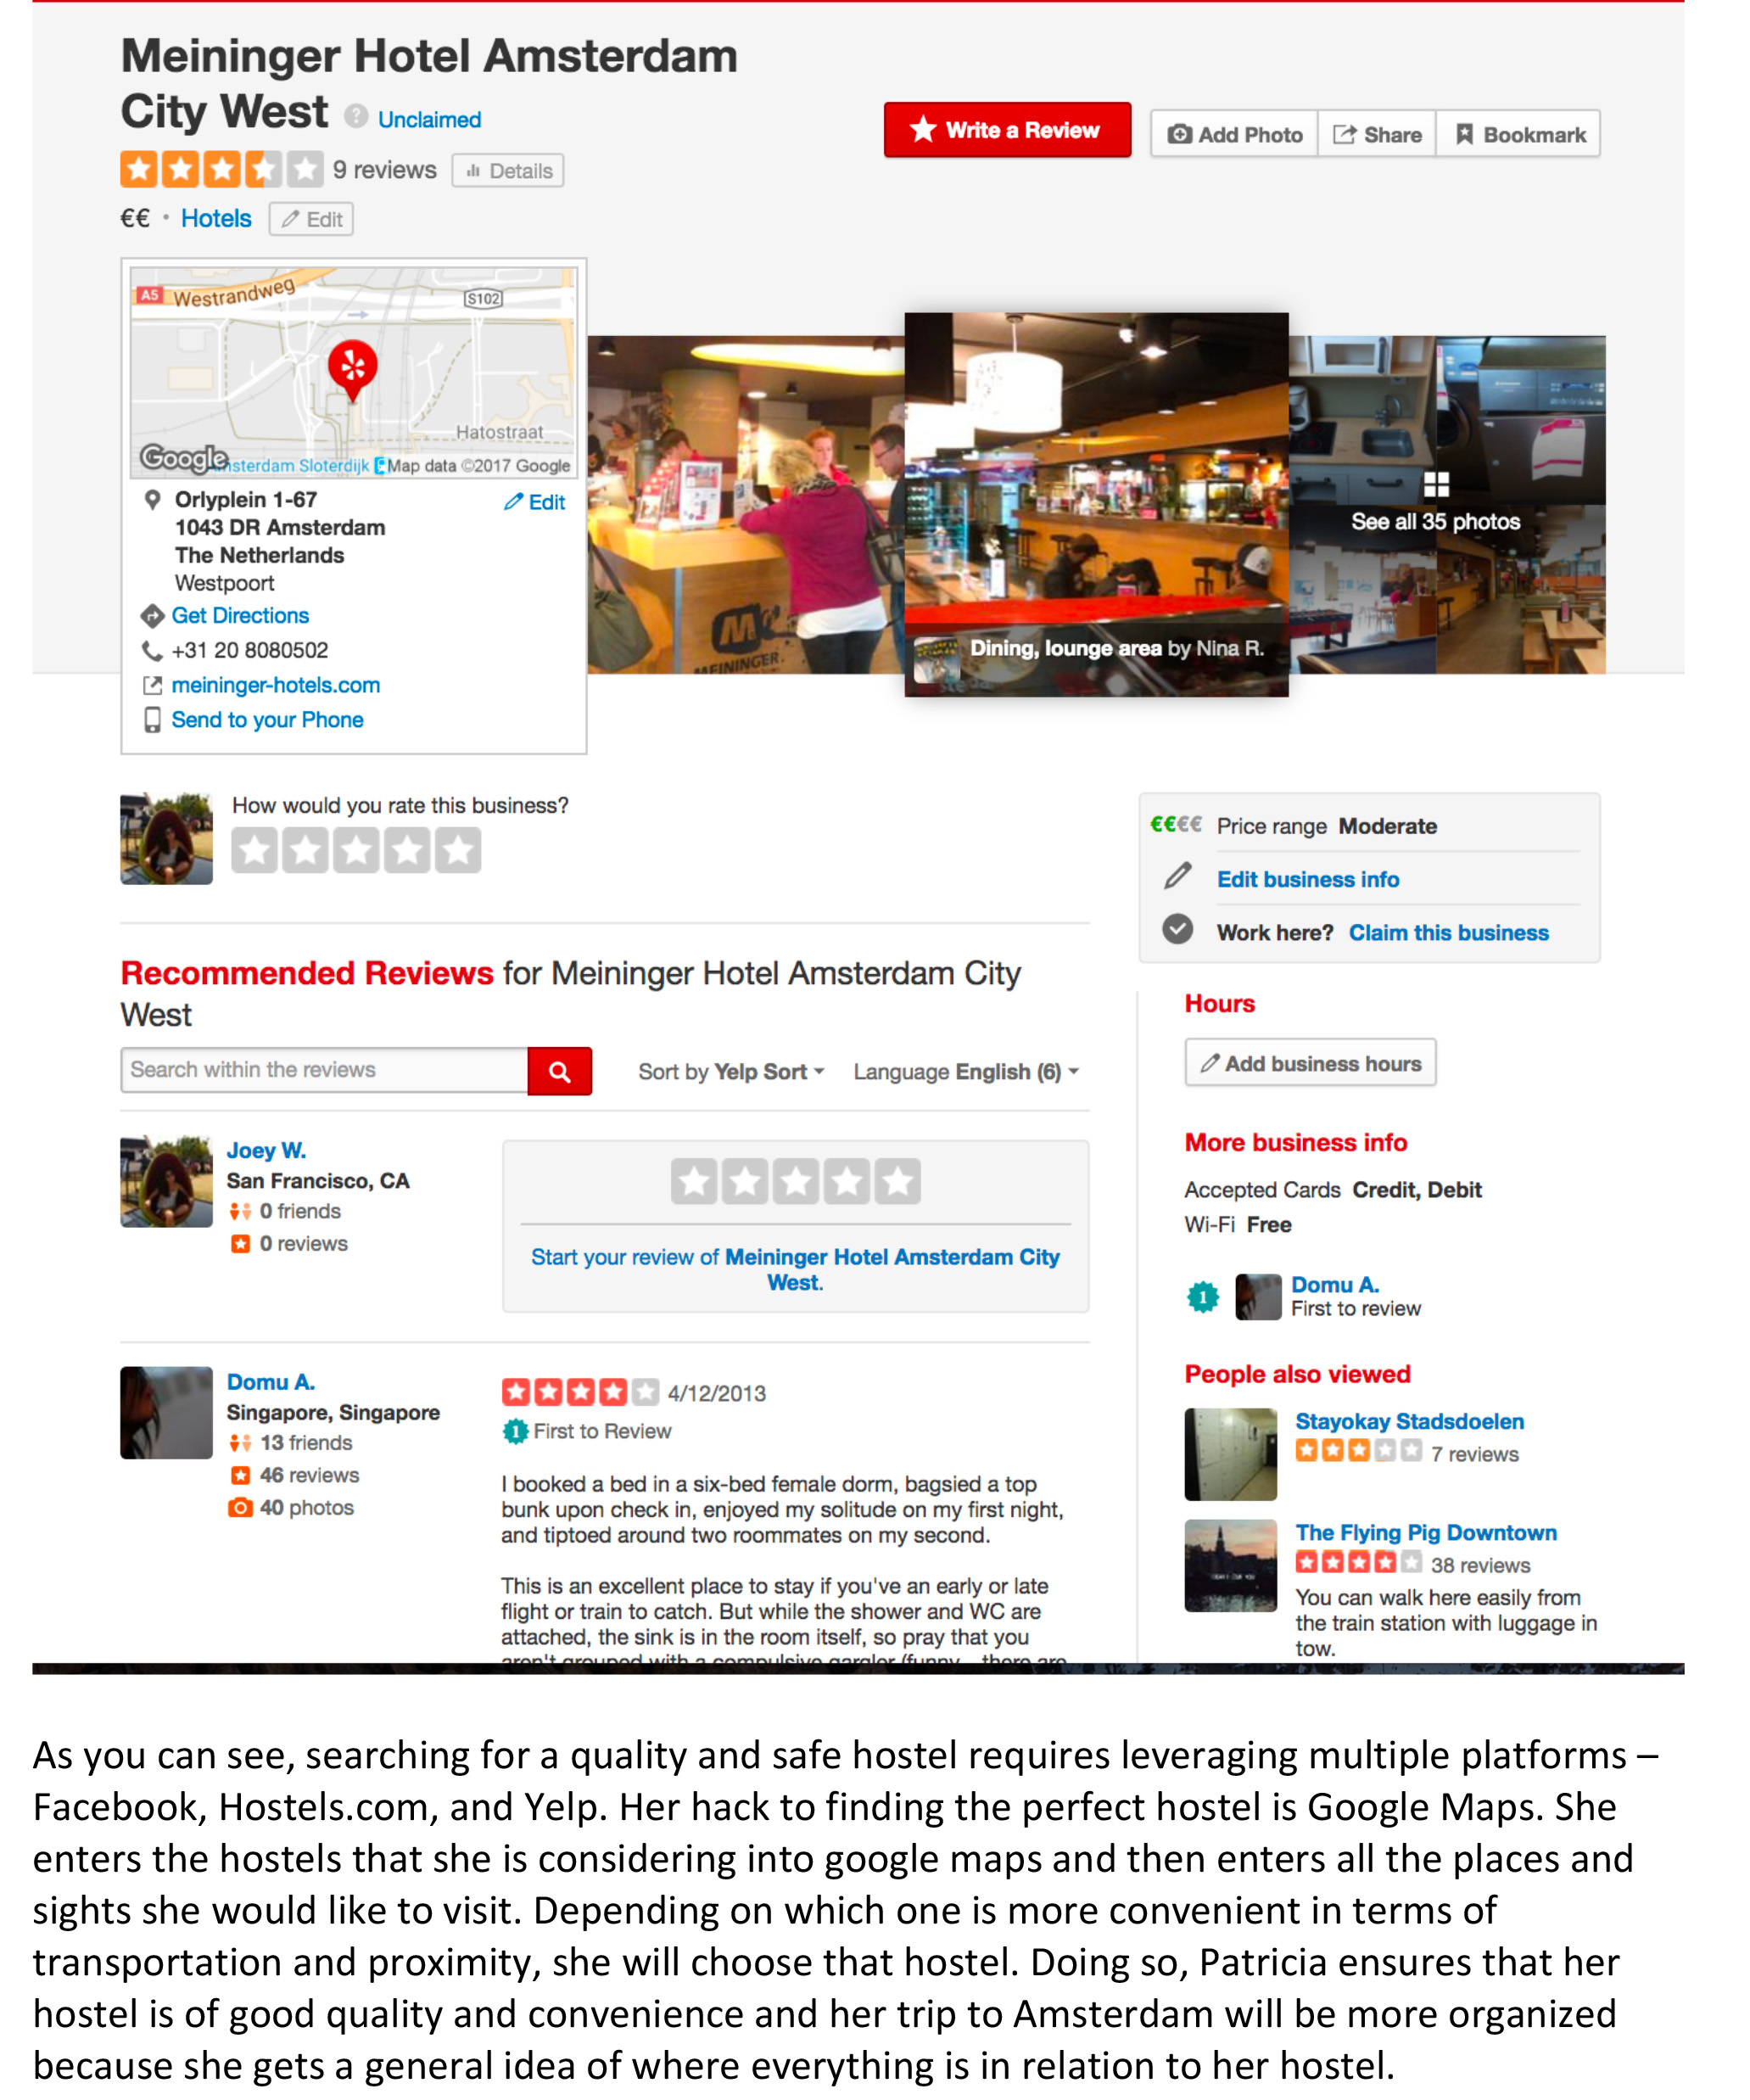 Meininger Hotel Amsterdam
City West ? Unclaimed
Write a Review
Add Photo
Share
Bookmark
9 reviews
Details
€€ • Hotels
Edit
A5
Westrandweg
S102
Hatostraat
Google
msterdam Sloterdijk
Map data ©2017 Google
Orlyplein 1-67
Edit
1043 DR Amsterdam
The Netherlands
Westpoort
Get Directions
+31 20 8080502
meininger-hotels.com
Send to your Phone
MEININGER
Dining, lounge area by Nina R.
See all 35 photos
How would you rate this business?
€€€€ Price range Moderate
Edit business info
Work here? Claim this business
Recommended Reviews for Meininger Hotel Amsterdam City
West
Search within the reviews
Sort by Yelp Sort
Language English (6)
Joey W.
San Francisco, CA
0 friends
0 reviews
Start your review of Meininger Hotel Amsterdam City
West.
Domu A.
Singapore, Singapore
13 friends
46 reviews
40 photos
4/12/2013
1 First to Review
I booked a bed in a six-bed female dorm, bagsied a top
bunk upon check in, enjoyed my solitude on my first night,
and tiptoed around two roommates on my second.
This is an excellent place to stay if you've an early or late
flight or train to catch. But while the shower and WC are
attached, the sink is in the room itself, so pray that you
aren't grouped with a compulsive gargler (funny... there are
Hours
Add business hours
More business info
Accepted Cards Credit, Debit
Wi-Fi Free
1
Domu A.
First to review
People also viewed
Stayokay Stadsdoelen
7 reviews
The Flying Pig Downtown
38 reviews
You can walk here easily from
the train station with luggage in
tow.
As you can see, searching for a quality and safe hostel requires leveraging multiple platforms –
Facebook, Hostels.com, and Yelp. Her hack to finding the perfect hostel is Google Maps. She
enters the hostels that she is considering into google maps and then enters all the places and
sights she would like to visit. Depending on which one is more convenient in terms of
transportation and proximity, she will choose that hostel. Doing so, Patricia ensures that her
hostel is of good quality and convenience and her trip to Amsterdam will be more organized
because she gets a general idea of where everything is in relation to her hostel.